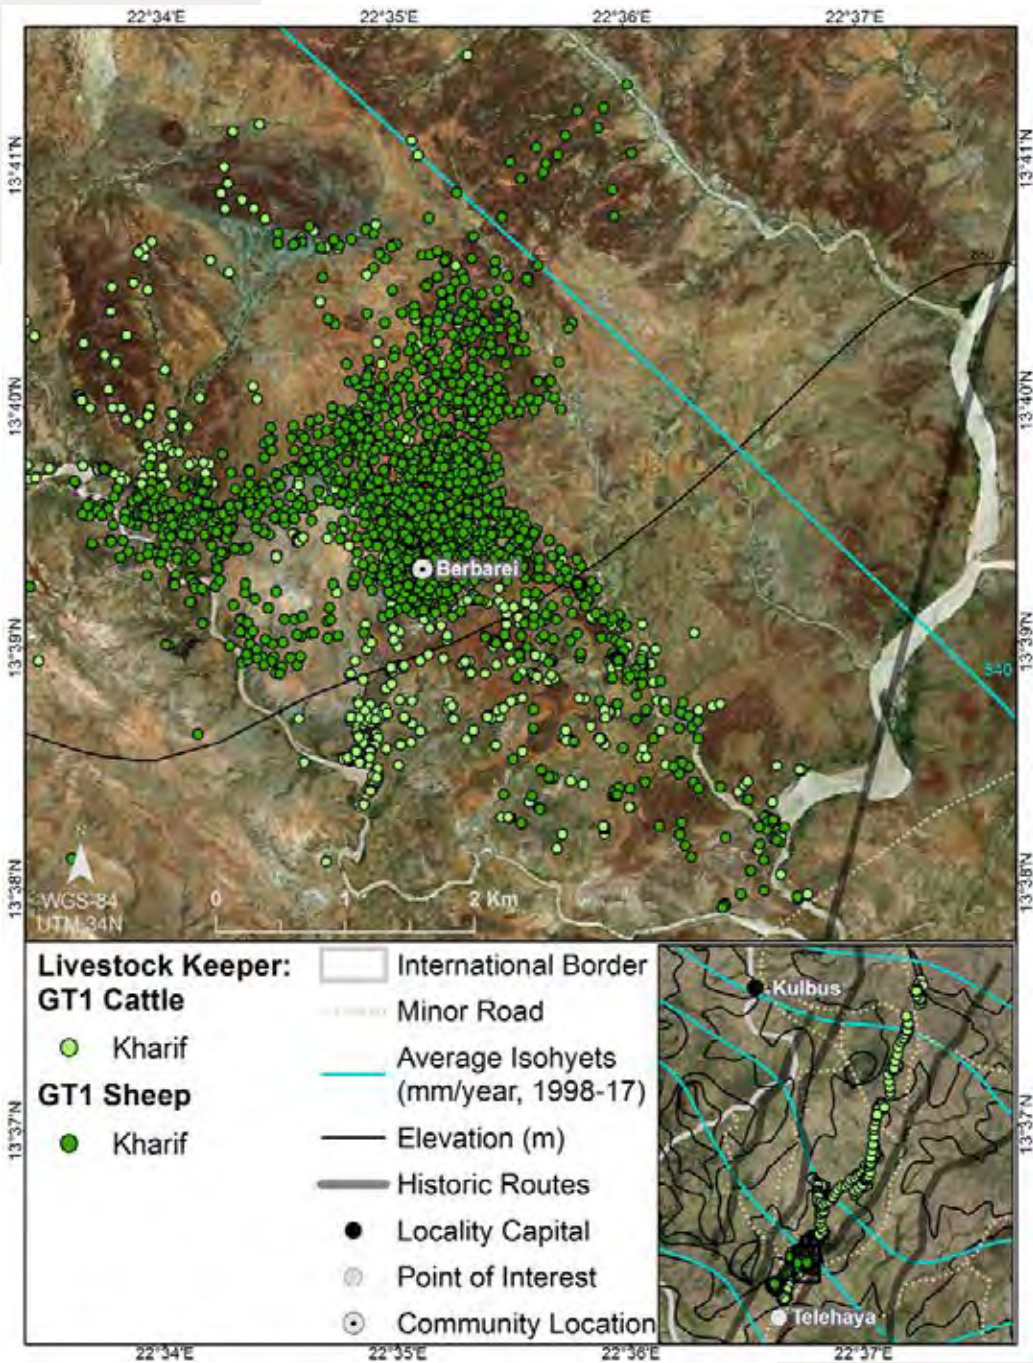 22°34'E 22°35'E 22°36'E 22°37'E
13°41'N 13°41'N
860
13°40'N 13°40'N
Berbarei
13°39'N 13°39'N
840
13°38'N 13°38'N
N
WGS-84
UTM-34N
0 1 2 Km
Livestock Keeper:
GT1 Cattle
Kharif
GT1 Sheep
Kharif
International Border
Minor Road
Average Isohyets
(mm/year, 1998-17)
Elevation (m)
Historic Routes
Locality Capital
Point of Interest
Community Location
Kulbus
Telehaya
13°37'N 13°37'N
22°34'E 22°35'E 22°36'E 22°37'E